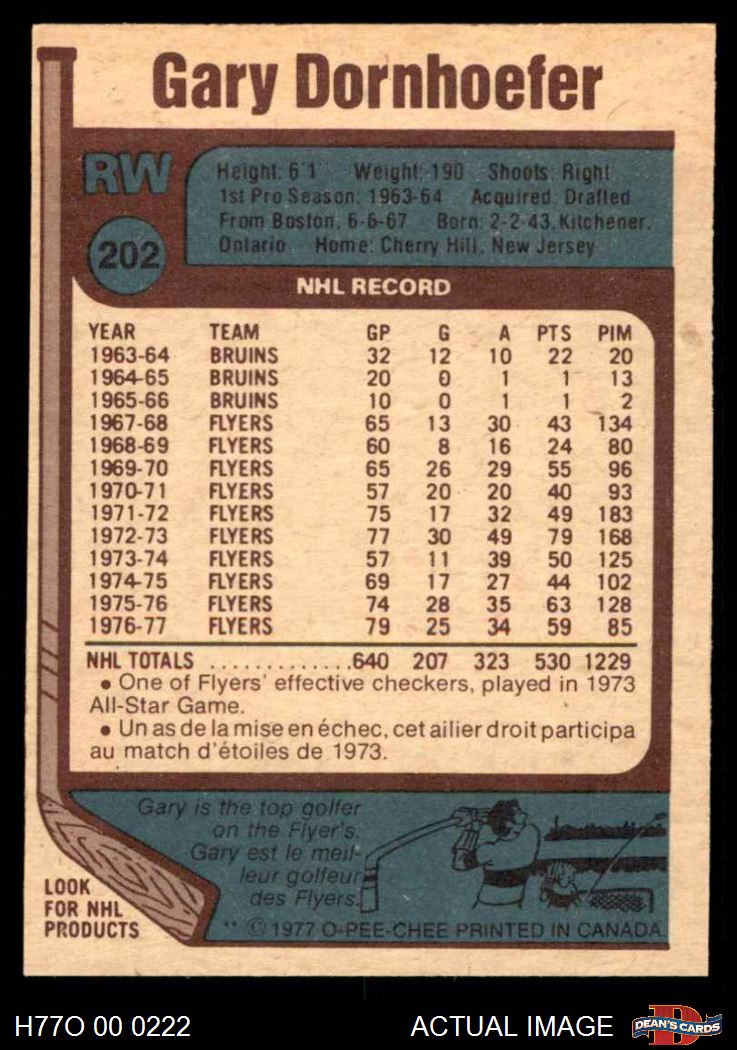 Gary Dornhoefer
RW
202
Height: 6'1 Weight: 190 Shoots: Right
1st Pro Season: 1963-64 Acquired: Drafted
From Boston, 6-6-67 Born: 2-2-43, Kitchener,
Ontario Home: Cherry Hill, New Jersey
NHL RECORD
YEAR TEAM GP G A PTS PIM
1963-64 BRUINS 32 12 10 22 20
1964-65 BRUINS 20 0 1 1 13
1965-66 BRUINS 10 0 1 1 2
1967-68 FLYERS 65 13 30 43 134
1968-69 FLYERS 60 8 16 24 80
1969-70 FLYERS 65 26 29 55 96
1970-71 FLYERS 57 20 20 40 93
1971-72 FLYERS 75 17 32 49 183
1972-73 FLYERS 77 30 49 79 168
1973-74 FLYERS 57 11 39 50 125
1974-75 FLYERS 69 17 27 44 102
1975-76 FLYERS 74 28 35 63 128
1976-77 FLYERS 79 25 34 59 85
NHL TOTALS .............640 207 323 530 1229
• One of Flyers' effective checkers, played in 1973
All-Star Game.
• Un as de la mise en échec, cet ailier droit participa
au match d'étoiles de 1973.
Gary is the top golfer
on the Flyer's.
Gary est le meil-
leur golfeur
des Flyers.
LOOK
FOR NHL
PRODUCTS
** © 1977 O-PEE-CHEE PRINTED IN CANADA
H77O 00 0222
ACTUAL IMAGE
D
DEAN'S CARDS